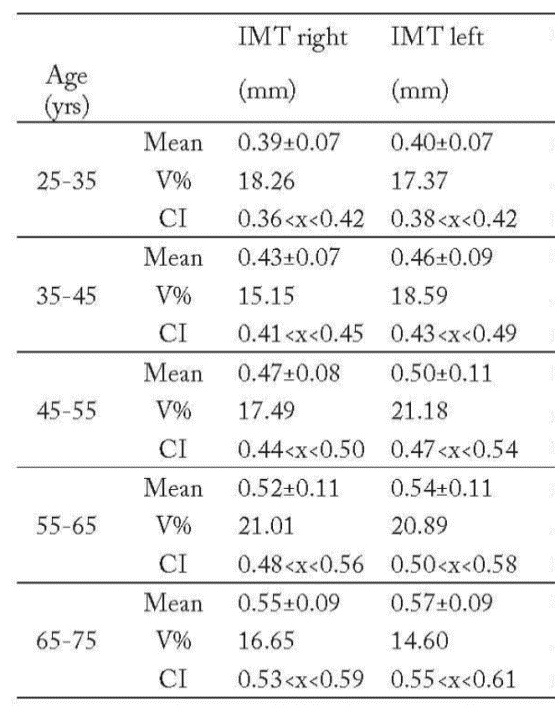 IMT right IMT left
Age
(yrs)
(mm) (mm)
Mean 0.39±0.07 0.40±0.07
25-35 V% 18.26 17.37
CI 0.36<x<0.42 0.38<x<0.42
Mean 0.43±0.07 0.46±0.09
35-45 V% 15.15 18.59
CI 0.41<x<0.45 0.43<x<0.49
Mean 0.47±0.08 0.50±0.11
45-55 V% 17.49 21.18
CI 0.44<x<0.50 0.47<x<0.54
Mean 0.52±0.11 0.54±0.11
55-65 V% 21.01 20.89
CI 0.48<x<0.56 0.50<x<0.58
Mean 0.55±0.09 0.57±0.09
65-75 V% 16.65 14.60
CI 0.53<x<0.59 0.55<x<0.61